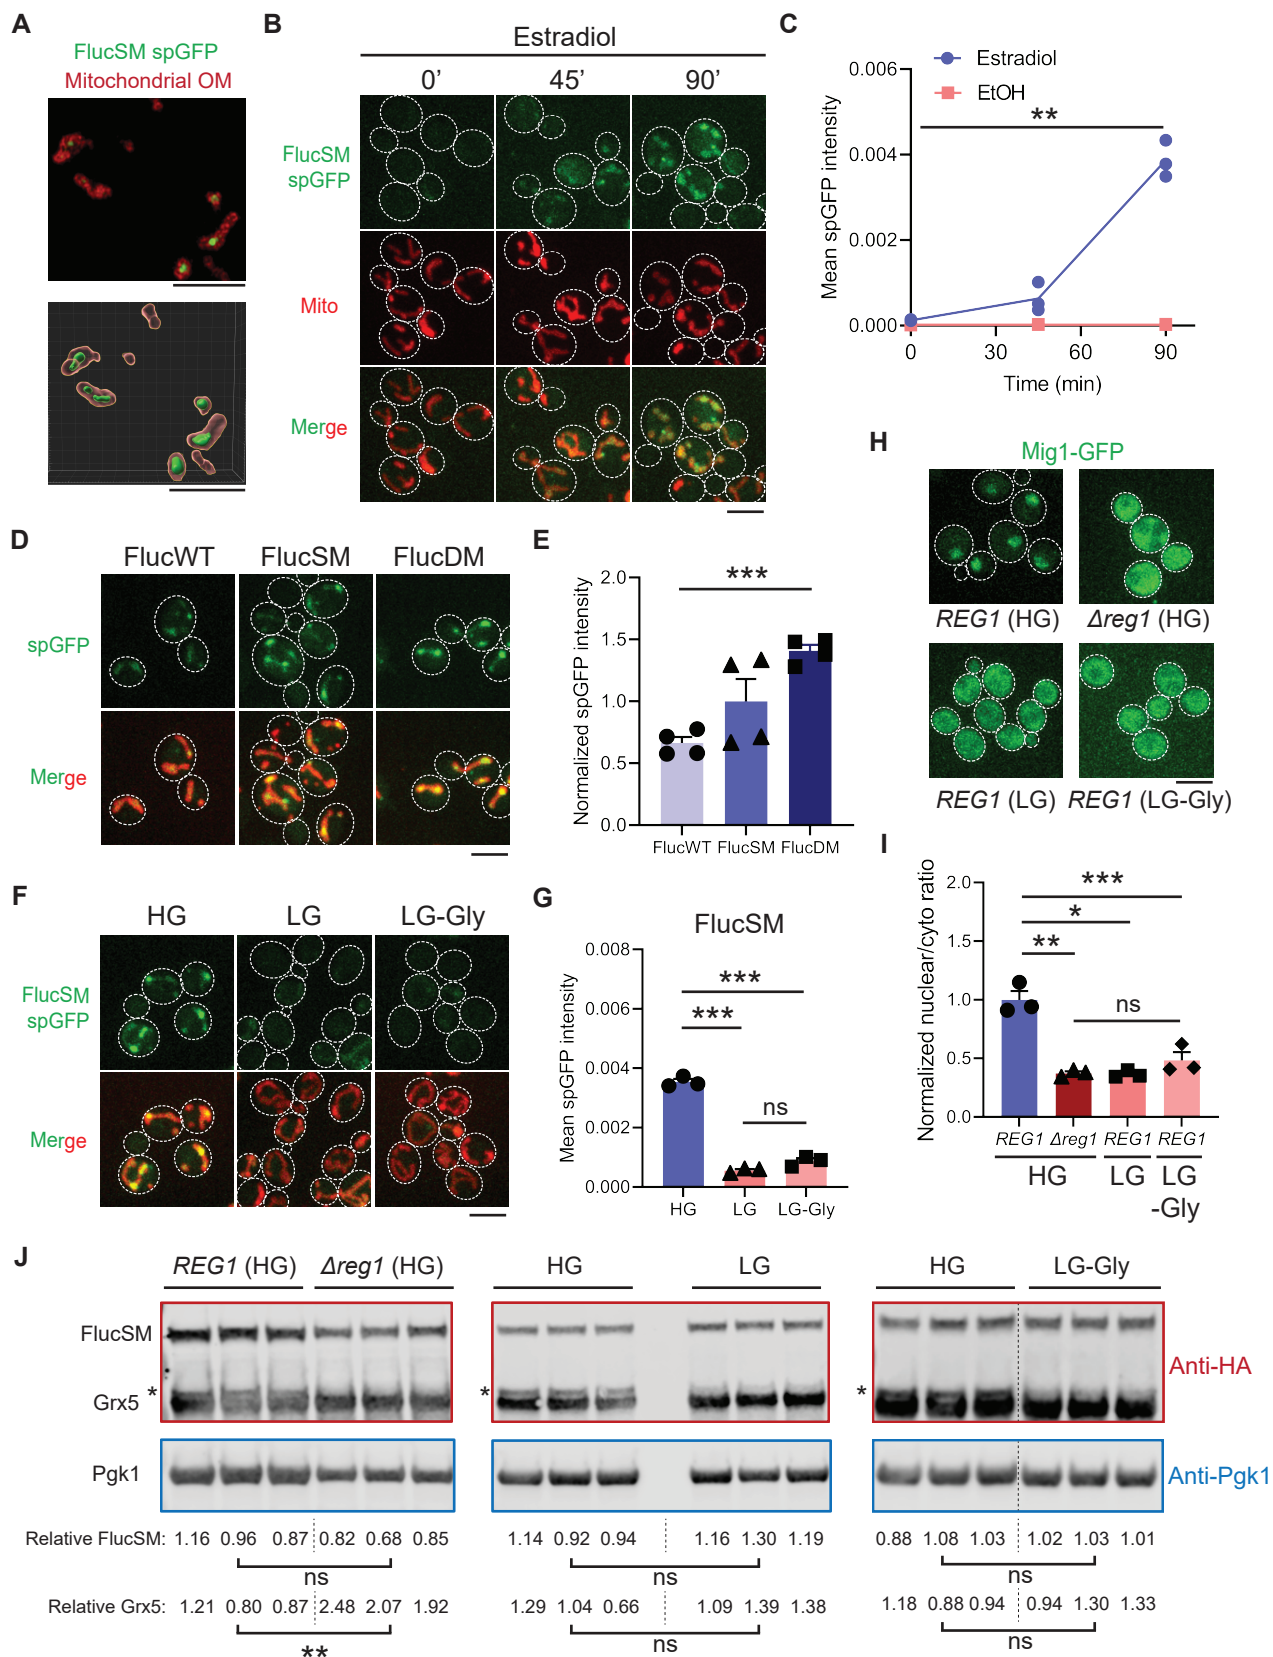 A
FlucSM spGFP
Mitochondrial OM
B
Estradiol
0’ 45’ 90’
FlucSM
spGFP
Mito
Merge
C
Estradiol
EtOH
**
Mean spGFP intensity
0.006
0.004
0.002
0.000
0 30 60 90
Time (min)
D
FlucWT FlucSM FlucDM
spGFP
Merge
E
***
Normalized spGFP intensity
2.0
1.5
1.0
0.5
0.0
FlucWT FlucSM FlucDM
F
HG LG LG-Gly
FlucSM
spGFP
Merge
G
FlucSM
Mean spGFP intensity
0.008
0.006
0.004
0.002
0.000
***
***
ns
HG LG LG-Gly
H
Mig1-GFP
REG1 (HG) Δreg1 (HG)
REG1 (LG) REG1 (LG-Gly)
I
Normalized nuclear/cyto ratio
2.0
1.5
1.0
0.5
0.0
***
*
**
ns
REG1 Δreg1 REG1 REG1
HG LG LG
-Gly
J
REG1 (HG) Δreg1 (HG) HG LG HG LG-Gly
FlucSM
Anti-HA
* * *
Grx5
Pgk1
Anti-Pgk1
Relative FlucSM: 1.16 0.96 0.87 0.82 0.68 0.85 1.14 0.92 0.94 1.16 1.30 1.19 0.88 1.08 1.03 1.02 1.03 1.01
ns ns ns
Relative Grx5: 1.21 0.80 0.87 2.48 2.07 1.92 1.29 1.04 0.66 1.09 1.39 1.38 1.18 0.88 0.94 0.94 1.30 1.33
** ns ns